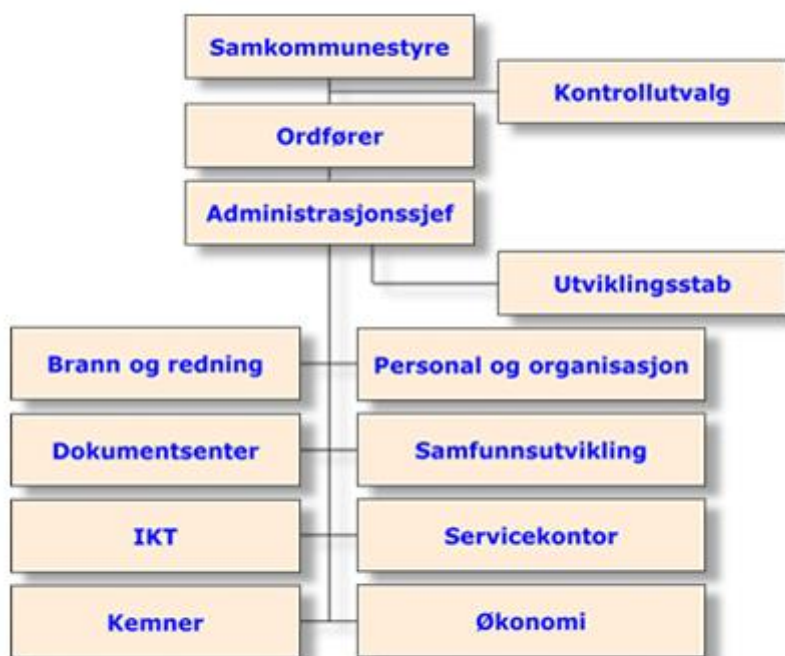 Samkommunestyre
Kontrollutvalg
Ordfører
Administrasjonssjef
Utviklingsstab
Brann og redning
Personal og organisasjon
Dokumentsenter
Samfunnsutvikling
IKT
Servicekontor
Kemner
Økonomi